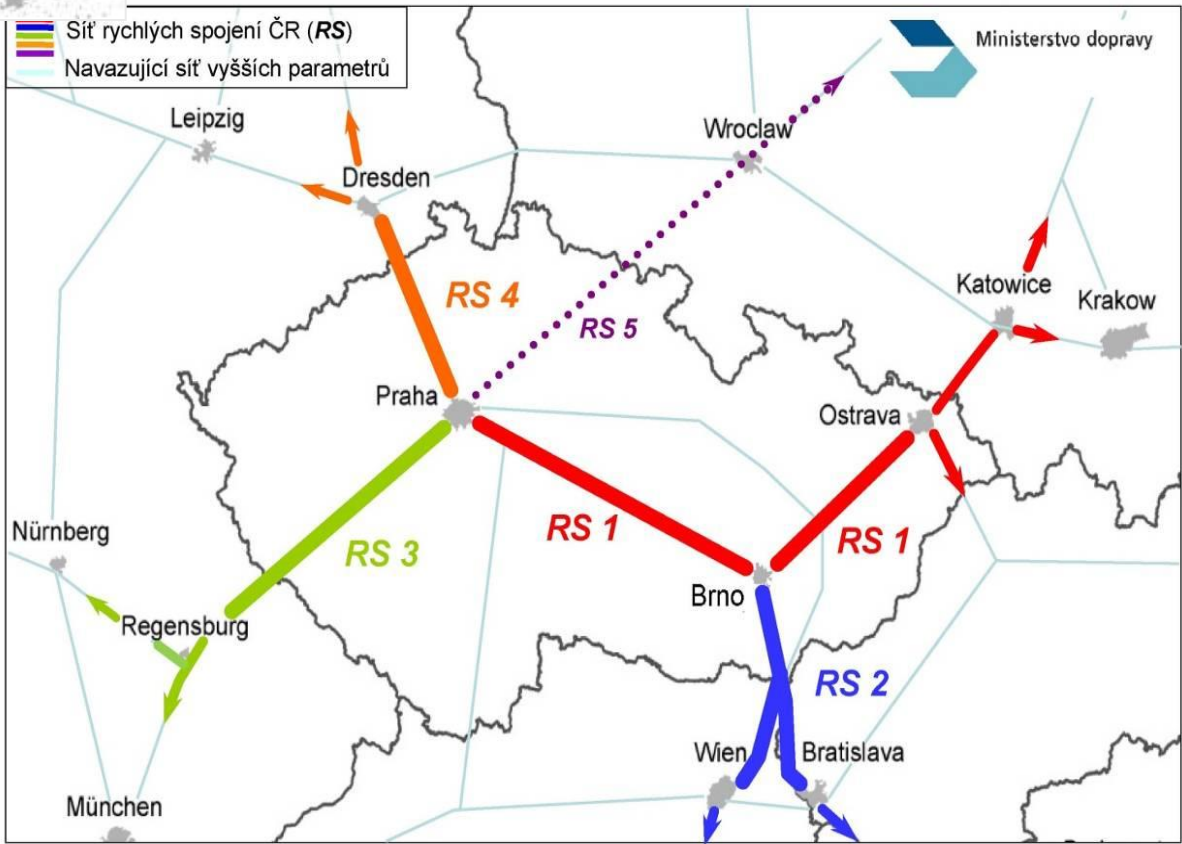 Síť rychlých spojení ČR (RS)
Navazující síť vyšších parametrů
Ministerstvo dopravy
Leipzig
Wroclaw
Dresden
RS 4
Katowice
Krakow
RS 5
Praha
Ostrava
RS 1
RS 1
Nürnberg
RS 3
Brno
Regensburg
RS 2
Wien
Bratislava
München